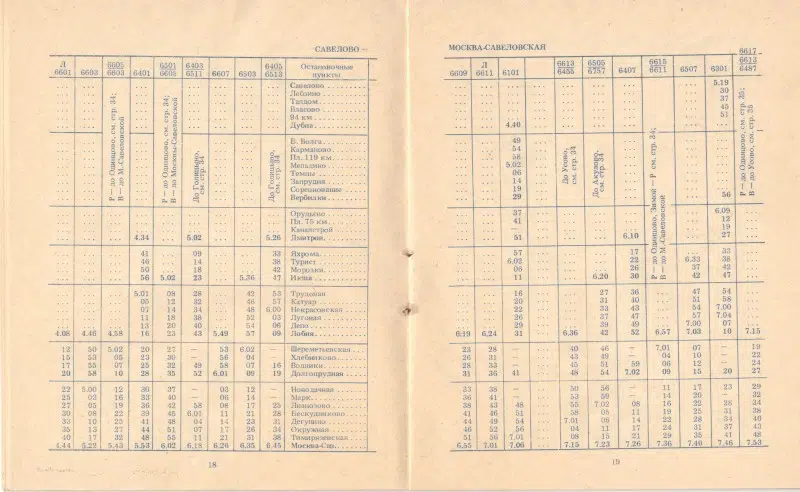 САВЕЛОВО –
Л 6605 6501 6403 6405 Остановочные
6601 6603 6401 6605 6511 6607 6503 6513 пункты
Р — до Одинцово, см. стр. 34;
В — до М.-Савеловской
Р — до Одинцово, см. стр. 34;
В — до Москвы-Савеловской
До Голицыно,
см. стр. 34
До Голицыно,
см. стр. 34
Савелово
Лебзино
Талдом
Власово
94 км
Дубна
Б. Волга
Карманово
Пл. 119 км
Мельдино
Темпы
Запрудня
Соревнование
Вербилки
Орудьево
Пл. 75 км
Каналстрой
4.34 5.02 5.26 Дмитров
41 09 33 Яхрома
46 14 38 Турист
50 18 42 Морозки
56 5.02 23 5.36 47 Икша
5.01 08 28 42 53 Трудовая
05 12 32 46 57 Катуар
07 14 34 48 6.00 Некрасовская
11 18 38 52 03 Луговая
13 20 40 54 06 Депо
4.08 4.46 4.58 16 23 43 5.49 57 09 Лобня
12 50 5.02 20 27 — 53 6.02 — Шереметьевская
15 53 05 23 30 — 56 04 — Хлебниково
17 55 07 25 32 49 58 07 16 Водники
20 58 10 28 35 52 6.01 09 19 Долгопрудная
22 5.00 12 30 37 — 03 12 — Новодачная
25 03 16 33 40 — 06 14 — Марк
27 05 19 36 42 58 08 17 25 Лианозово
30 08 22 39 45 6.01 11 21 28 Бескудниково
33 10 25 41 48 04 14 23 31 Дегунино
35 13 27 44 51 07 17 26 34 Окружная
40 17 32 48 55 11 21 31 38 Тимирязевская
4.44 5.22 5.43 5.53 6.02 6.18 6.26 6.35 6.45 Москва-Сав.
18
МОСКВА-САВЕЛОВСКАЯ
6617
Л 6613 6505 6615 6613
6609 6611 6101 6455 6757 6407 6611 6507 6301 6487
До Усово,
см. стр. 34
До Акулово,
см. стр. 34
Р — до Одинцово, Зимой — Р см. стр. 34;
В — до М.-Савеловской
Р — до Одинцово, см. стр. 35;
В — до Усово, см. стр. 35
5.19
30
37
45
51
4.40
49
54
58
5.02
06
14
19
29 56
37 6.09
41 12
— 19
51 6.10 27
57 17 33
6.02 22 6.33 38
06 26 37 42
11 6.20 30 42 47
16 27 36 47 54
20 31 40 51 58
22 33 43 54 7.00
26 37 47 57 7.04
29 39 49 7.00 07
6.19 6.24 31 6.36 42 52 6.57 7.03 10 7.15
23 28 — 40 46 — 7.01 07 — 19
26 31 — 43 49 — 04 10 — 22
28 33 — 45 51 59 06 12 — 24
31 36 41 48 54 7.02 09 15 20 27
33 38 — 50 56 — 11 17 23 29
36 41 — 53 59 — 14 20 — 32
38 43 48 55 7.02 08 16 22 28 34
41 46 51 58 05 11 19 25 31 38
44 49 54 7.01 08 14 22 28 34 40
46 52 56 04 11 17 24 31 37 43
51 56 7.01 08 15 21 29 35 41 48
6.55 7.01 7.06 7.15 7.23 7.26 7.36 7.40 7.46 7.53
19